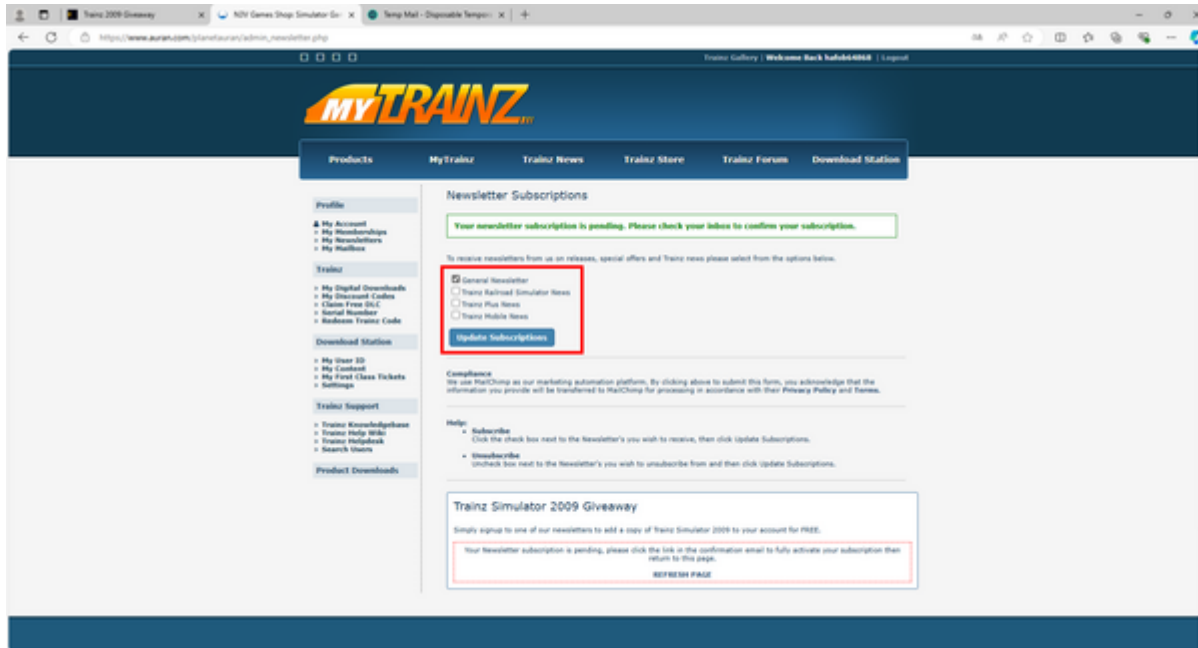 Trainz 2009 Giveaway
N3V Games Shop: Simulator Ga
Temp Mail - Disposable Tempora
https://www.auran.com/planetauran/admin_newsletter.php
Trainz Gallery | Welcome Back | Logout
MYTRAINZ
Products MyTrainz Trainz News Trainz Store Trainz Forum Download Station
Profile
My Account
My Memberships
My Newsletters
My Mailbox
Trainz
My Digital Downloads
My Discount Codes
Claim Free DLC
Serial Number
Redeem Trainz Code
Download Station
My User ID
My Content
My First Class Tickets
Settings
Trainz Support
Trainz Knowledgebase
Trainz Help Wiki
Trainz Helpdesk
Search Users
Product Downloads
Newsletter Subscriptions
Your newsletter subscription is pending. Please check your inbox to confirm your subscription.
To receive newsletters from us on releases, special offers and Trainz news please select from the options below.
General Newsletter
Trainz Railroad Simulator News
Trainz Plus News
Trainz Mobile News
Update Subscriptions
Compliance
We use MailChimp as our marketing automation platform. By clicking above to submit this form, you acknowledge that the
information you provide will be transferred to MailChimp for processing in accordance with their Privacy Policy and Terms.
Help:
Subscribe
Click the check box next to the Newsletter's you wish to receive, then click Update Subscriptions.
Unsubscribe
Uncheck box next to the Newsletter's you wish to unsubscribe from and then click Update Subscriptions.
Trainz Simulator 2009 Giveaway
Simply signup to one of our newsletters to add a copy of Trainz Simulator 2009 to your account for FREE.
Your Newsletter subscription is pending, please click the link in the confirmation email to fully activate your subscription then
return to this page.
REFRESH PAGE